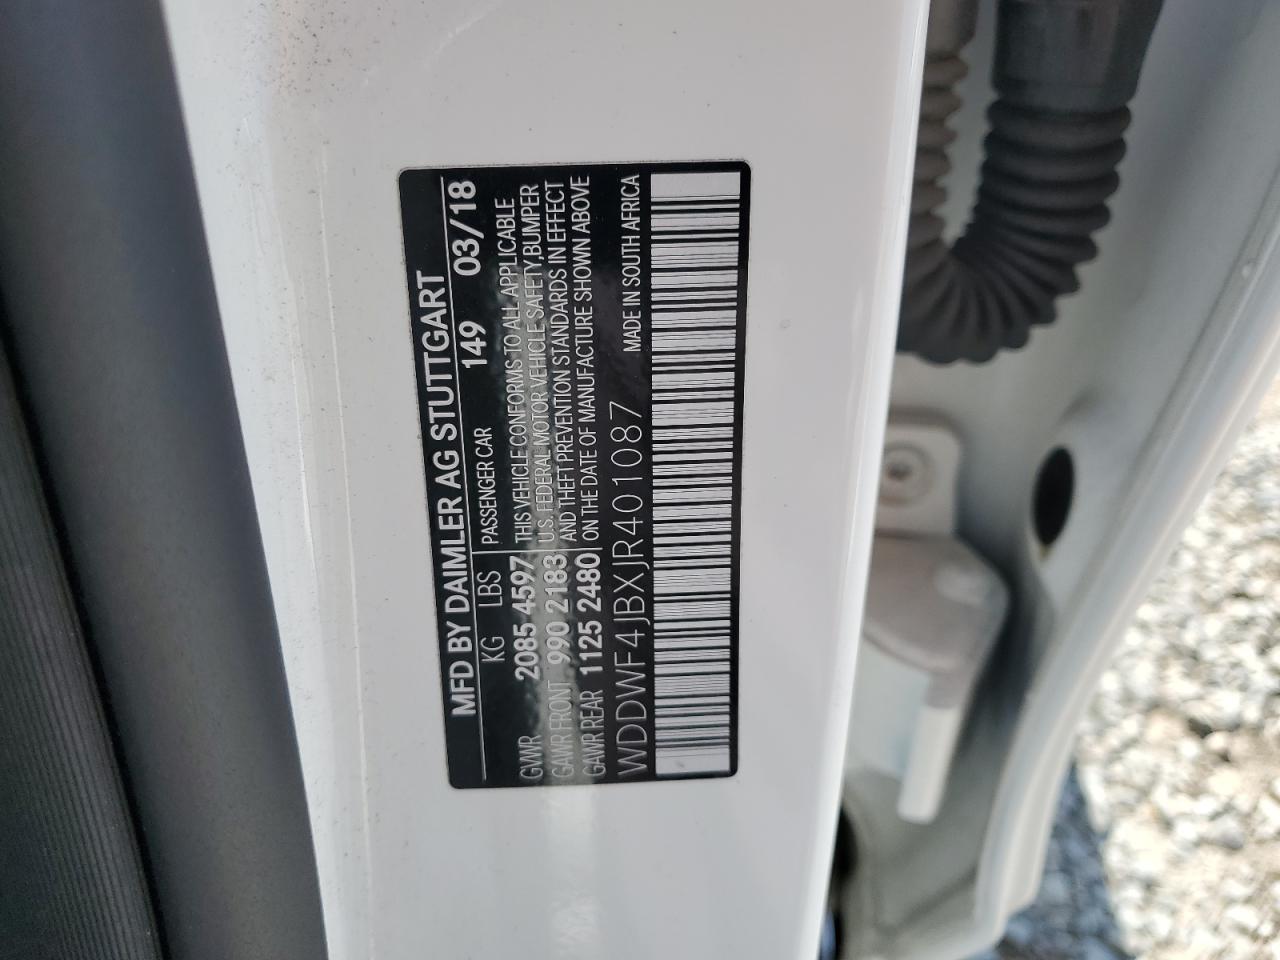 MFD BY DAIMLER AG STUTTGART
KG LBS PASSENGER CAR 149 03/18
GVWR 2085 4597 THIS VEHICLE CONFORMS TO ALL APPLICABLE
GAWR FRONT 990 2183 U.S. FEDERAL MOTOR VEHICLE SAFETY, BUMPER
GAWR REAR 1125 2480 AND THEFT PREVENTION STANDARDS IN EFFECT
ON THE DATE OF MANUFACTURE SHOWN ABOVE
WDDWF4JBXJR401087 MADE IN SOUTH AFRICA